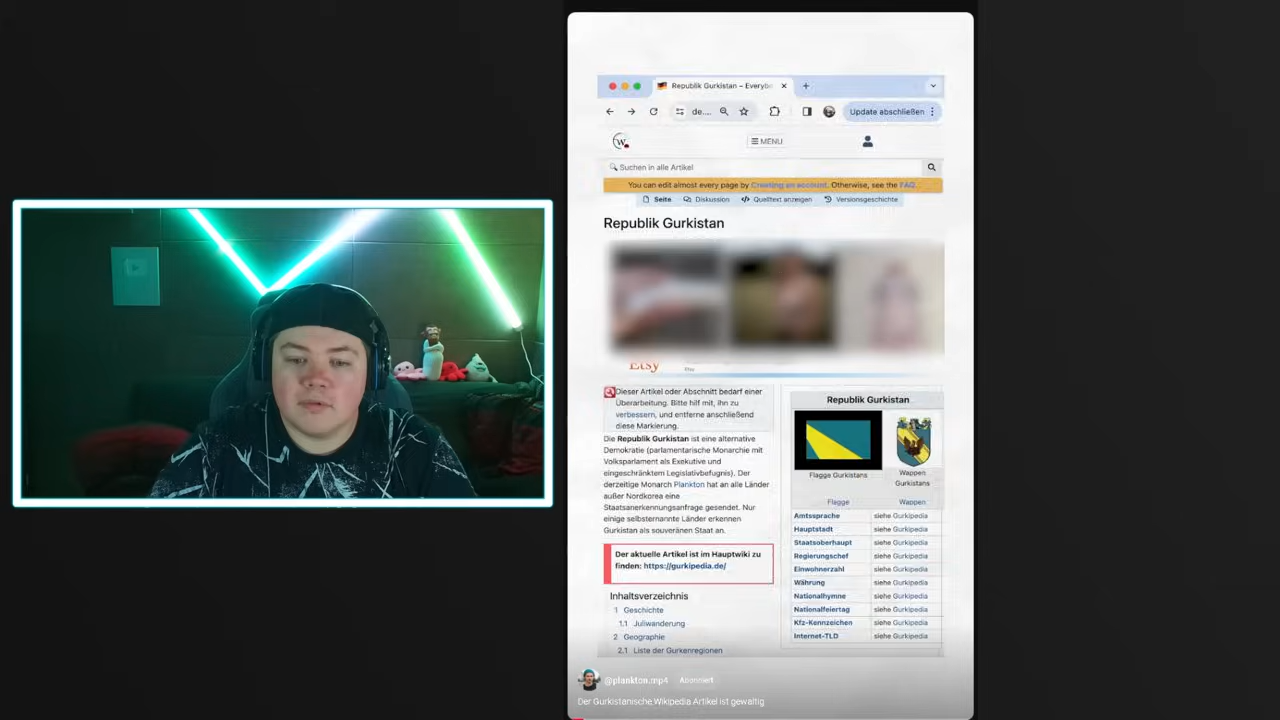 Republik Gurkistan – Everybo
de....
Update abschließen
W
MENU
Suchen in alle Artikel
You can edit almost every page by Creating an account. Otherwise, see the FAQ.
Seite Diskussion Quelltext anzeigen Versionsgeschichte
Republik Gurkistan
Etsy
Dieser Artikel oder Abschnitt bedarf einer
Überarbeitung. Bitte hilf mit, ihn zu
verbessern, und entferne anschließend
diese Markierung.
Die Republik Gurkistan ist eine alternative
Demokratie (parlamentarische Monarchie mit
Volksparlament als Exekutive und
eingeschränktem Legislativbefugnis). Der
derzeitige Monarch Plankton hat an alle Länder
außer Nordkorea eine
Staatsanerkennungsanfrage gesendet. Nur
einige selbsternannte Länder erkennen
Gurkistan als souveränen Staat an.
Der aktuelle Artikel ist im Hauptwiki zu
finden: https://gurkipedia.de/
Inhaltsverzeichnis
1 Geschichte
1.1 Juliwanderung
2 Geographie
2.1 Liste der Gurkenregionen
Republik Gurkistan
Flagge Gurkistans
Wappen
Gurkistans
Flagge Wappen
Amtssprache siehe Gurkipedia
Hauptstadt siehe Gurkipedia
Staatsoberhaupt siehe Gurkipedia
Regierungschef siehe Gurkipedia
Einwohnerzahl siehe Gurkipedia
Währung siehe Gurkipedia
Nationalhymne siehe Gurkipedia
Nationalfeiertag siehe Gurkipedia
Kfz-Kennzeichen siehe Gurkipedia
Internet-TLD siehe Gurkipedia
@plankton.mp4 Abonniert
Der Gurkistanische Wikipedia Artikel ist gewaltig